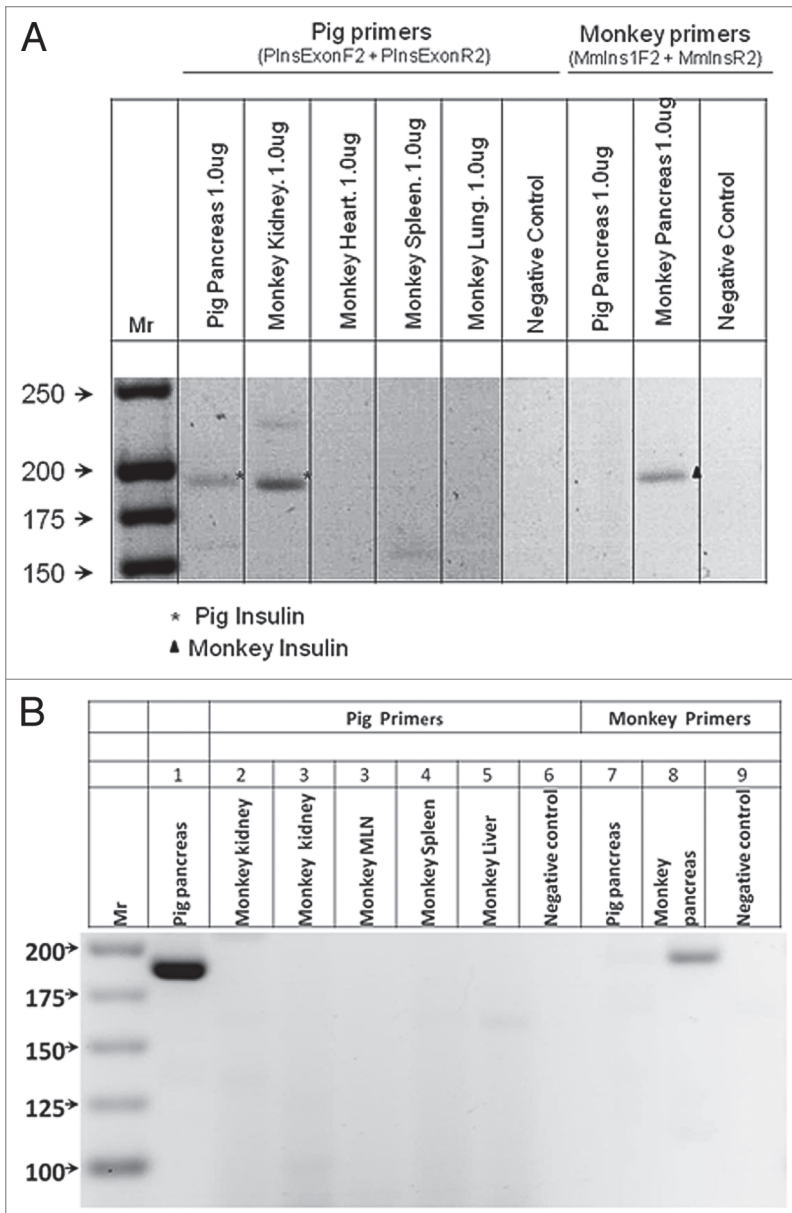 A
Pig primers
(PInsExonF2 + PInsExonR2)
Monkey primers
(MmIns1F2 + MmInsR2)
Mr
Pig Pancreas 1.0ug
Monkey Kidney. 1.0ug
Monkey Heart. 1.0ug
Monkey Spleen. 1.0ug
Monkey Lung. 1.0ug
Negative Control
Pig Pancreas 1.0ug
Monkey Pancreas 1.0ug
Negative Control
250
200
175
150
* Pig Insulin
▲ Monkey Insulin
B
Pig Primers
Monkey Primers
1 2 3 3 4 5 6 7 8 9
Mr
Pig pancreas
Monkey kidney
Monkey kidney
Monkey MLN
Monkey Spleen
Monkey Liver
Negative control
Pig pancreas
Monkey
pancreas
Negative control
200
175
150
125
100